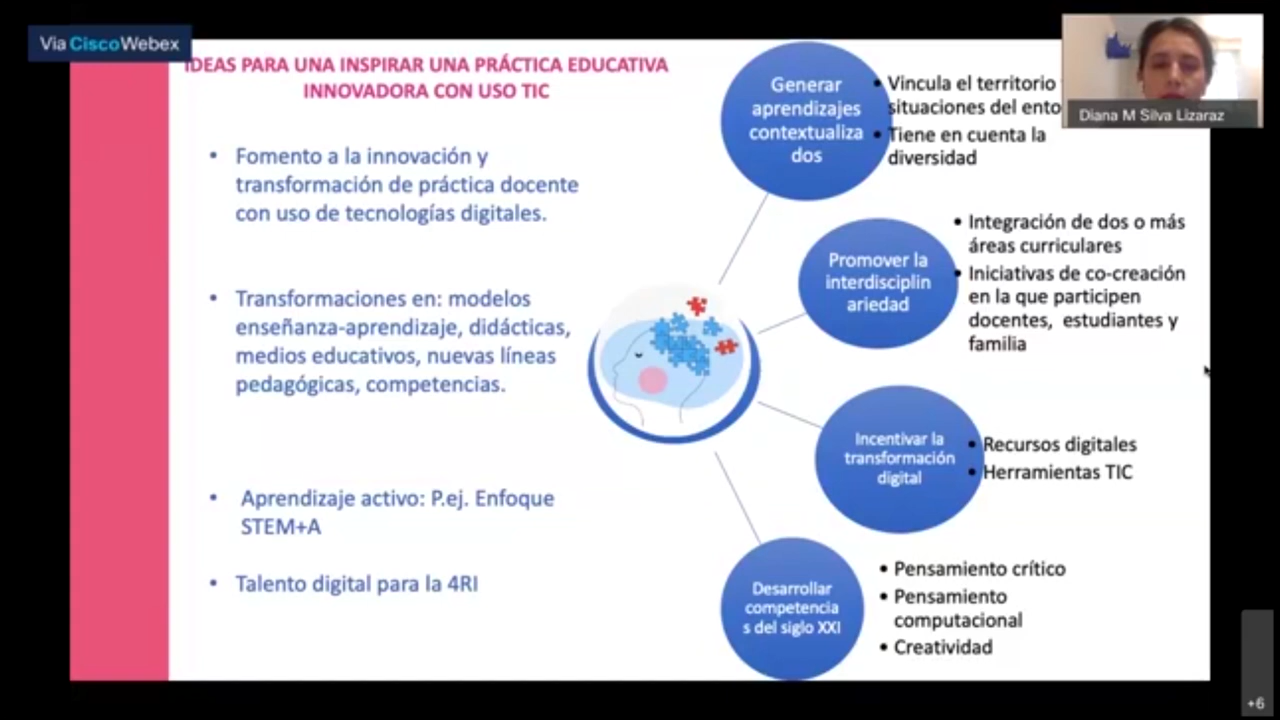 Via CiscoWebex
IDEAS PARA UNA INSPIRAR UNA PRÁCTICA EDUCATIVA
INNOVADORA CON USO TIC
• Fomento a la innovación y
transformación de práctica docente
con uso de tecnologías digitales.
• Transformaciones en: modelos
enseñanza-aprendizaje, didácticas,
medios educativos, nuevas líneas
pedagógicas, competencias.
• Aprendizaje activo: P.ej. Enfoque
STEM+A
• Talento digital para la 4RI
Generar
aprendizajes
contextualiza
dos
• Vincula el territorio
situaciones del ento
• Tiene en cuenta la
diversidad
Promover la
interdisciplin
ariedad
• Integración de dos o más
áreas curriculares
• Iniciativas de co-creación
en la que participen
docentes, estudiantes y
familia
Incentivar la
transformación
digital
• Recursos digitales
• Herramientas TIC
Desarrollar
competencia
s del siglo XXI
• Pensamiento crítico
• Pensamiento
computacional
• Creatividad
Diana M Silva Lizaraz
+6